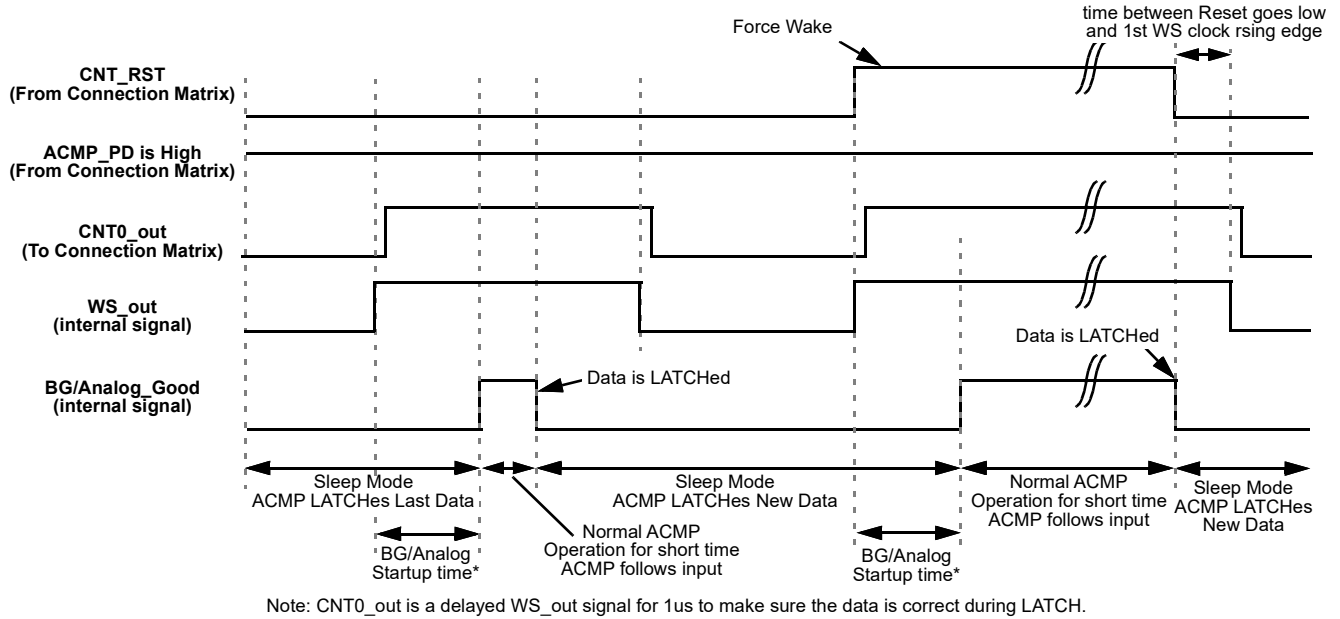 time between Reset goes low
and 1st WS clock rsing edge
Force Wake
CNT_RST
(From Connection Matrix)
ACMP_PD is High
(From Connection Matrix)
CNT0_out
(To Connection Matrix)
WS_out
(internal signal)
Data is LATCHed
BG/Analog_Good
(internal signal)
Data is LATCHed
Sleep Mode
ACMP LATCHes Last Data
Sleep Mode
ACMP LATCHes New Data
Normal ACMP
Operation for short time
ACMP follows input
Sleep Mode
ACMP LATCHes
New Data
BG/Analog
Startup time*
Normal ACMP
Operation for short time
ACMP follows input
BG/Analog
Startup time*
Note: CNT0_out is a delayed WS_out signal for 1us to make sure the data is correct during LATCH.